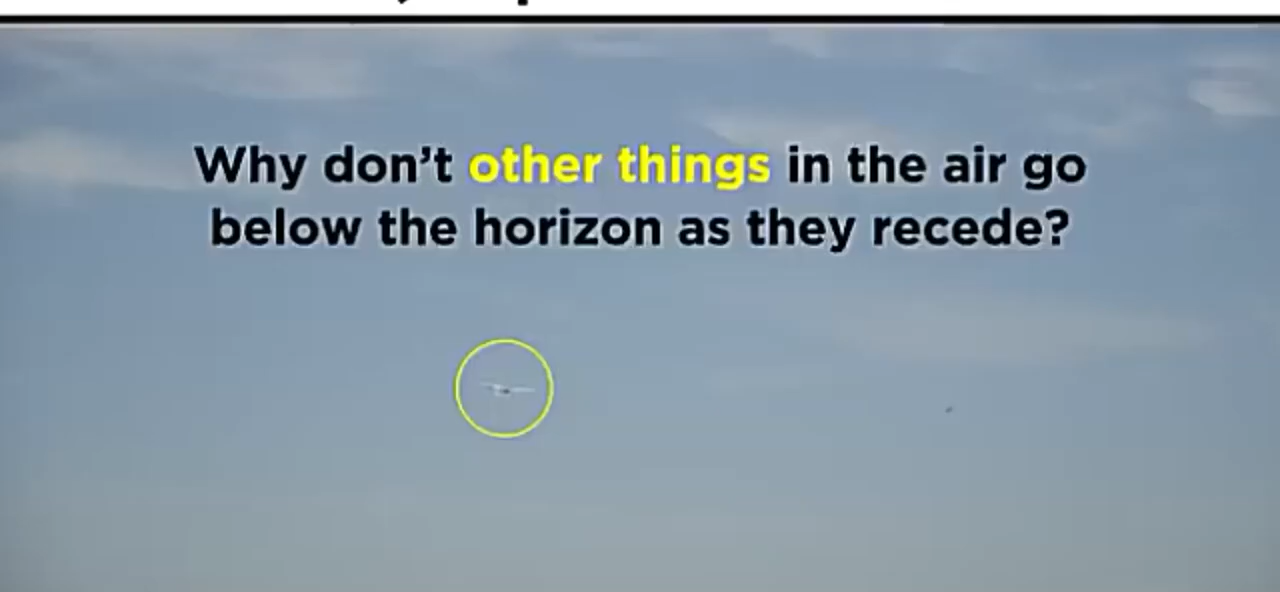 Why don't other things in the air go
below the horizon as they recede?